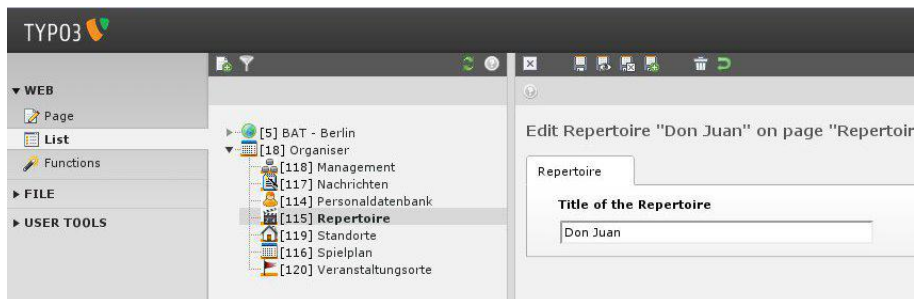 TYPO3
WEB
Page
List
Functions
FILE
USER TOOLS
[5] BAT - Berlin
[18] Organiser
[118] Management
[117] Nachrichten
[114] Personaldatenbank
[115] Repertoire
[119] Standorte
[116] Spielplan
[120] Veranstaltungsorte
Edit Repertoire "Don Juan" on page "Repertoir
Repertoire
Title of the Repertoire
Don Juan